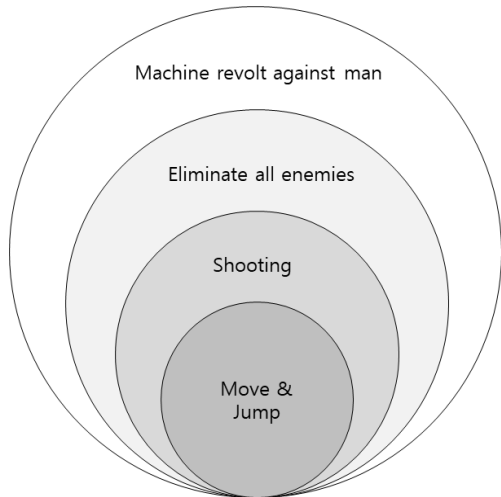 Machine revolt against man
Eliminate all enemies
Shooting
Move &
Jump